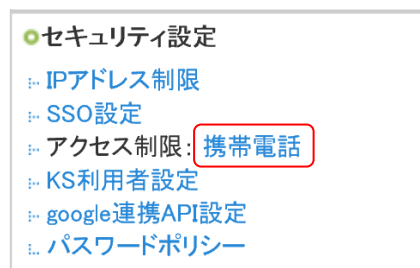 セキュリティ設定
IPアドレス制限
SSO設定
アクセス制限: 携帯電話
KS利用者設定
google連携API設定
パスワードポリシー